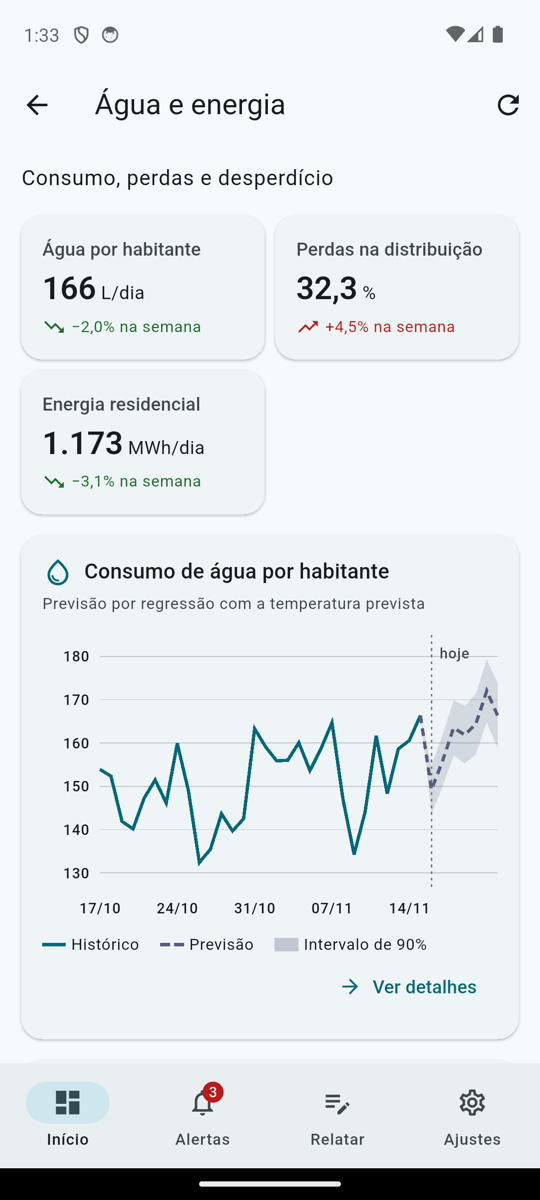 1:33
Água e energia
Consumo, perdas e desperdício
Água por habitante
166 L/dia
−2,0% na semana
Perdas na distribuição
32,3 %
+4,5% na semana
Energia residencial
1.173 MWh/dia
−3,1% na semana
Consumo de água por habitante
Previsão por regressão com a temperatura prevista
hoje
180
170
160
150
140
130
17/10 24/10 31/10 07/11 14/11
Histórico Previsão Intervalo de 90%
Ver detalhes
3
Início Alertas Relatar Ajustes